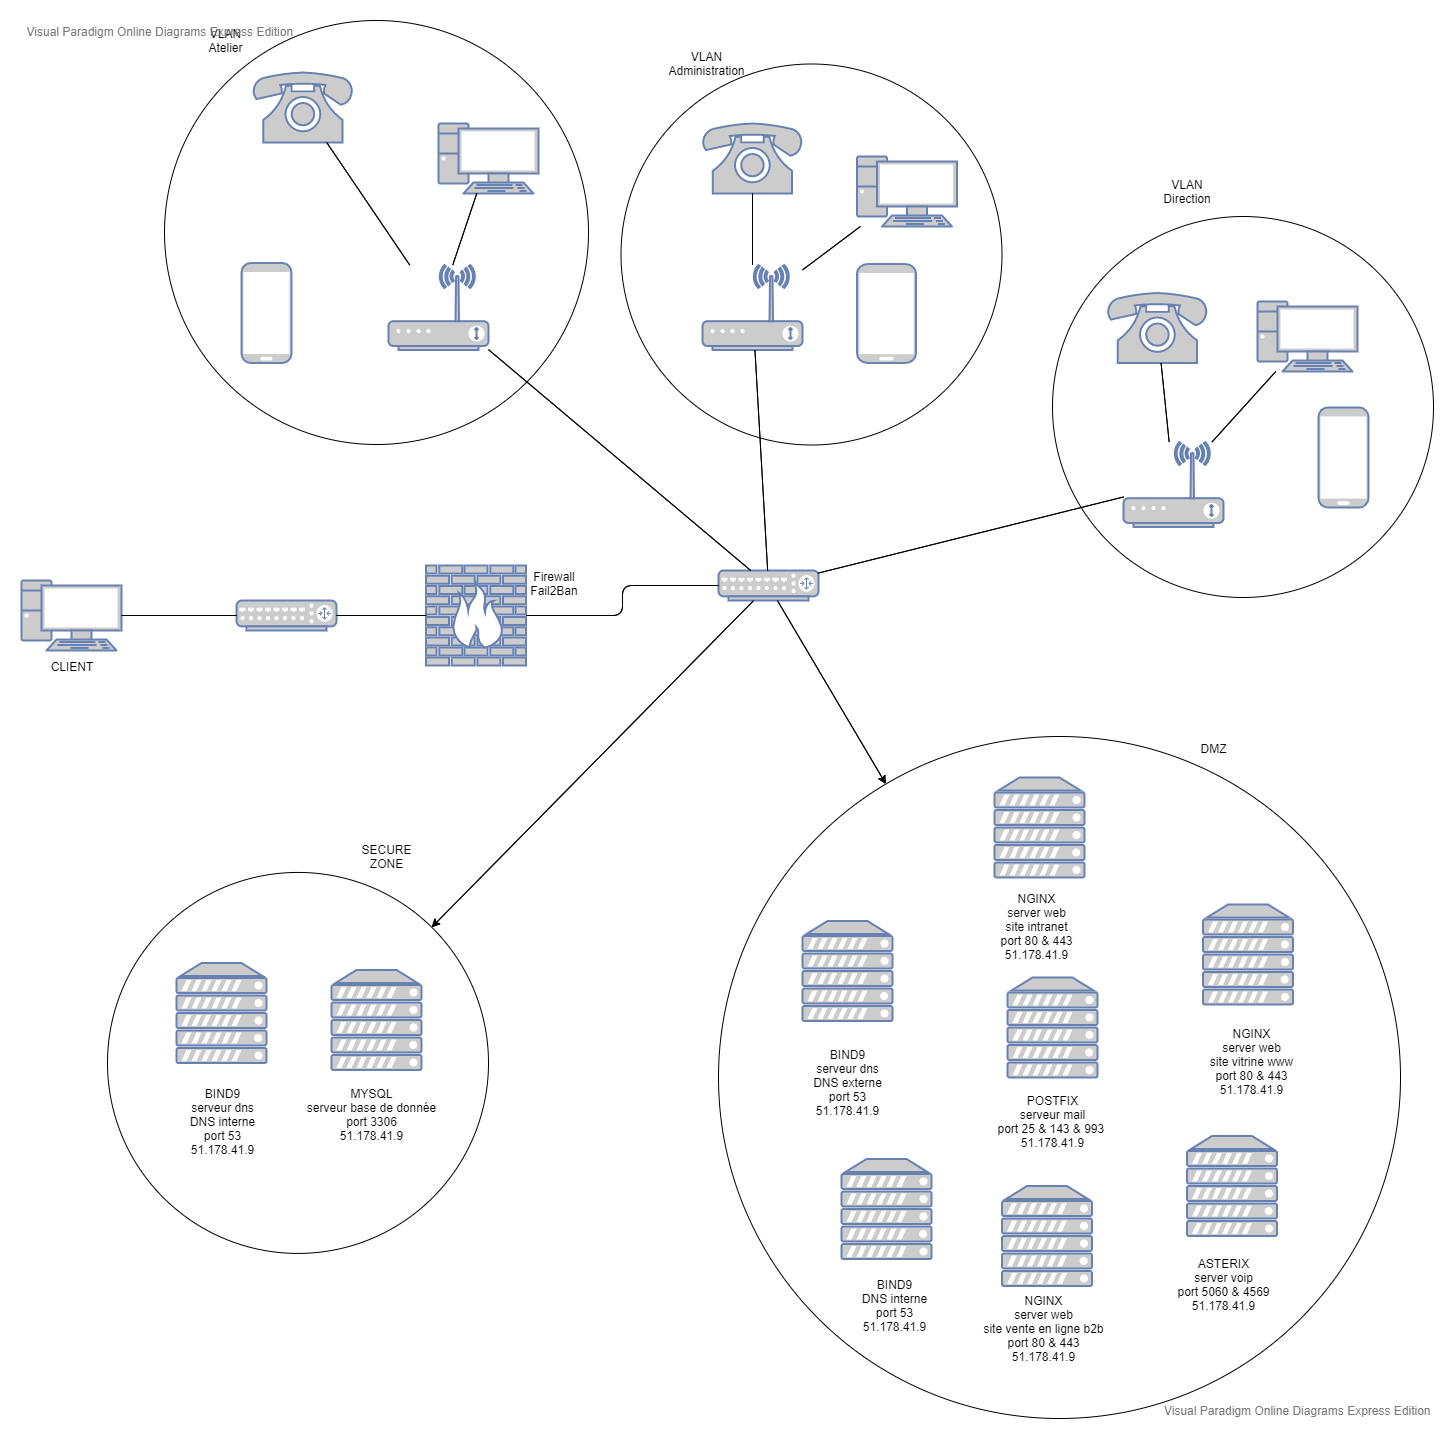 Visual Paradigm Online Diagrams Express Edition
VLAN
Atelier
VLAN
Administration
VLAN
Direction
Firewall
Fail2Ban
CLIENT
DMZ
SECURE
ZONE
NGINX
server web
site intranet
port 80 & 443
51.178.41.9
BIND9
serveur dns
DNS externe
port 53
51.178.41.9
NGINX
server web
site vitrine www
port 80 & 443
51.178.41.9
BIND9
serveur dns
DNS interne
port 53
51.178.41.9
MYSQL
serveur base de donnée
port 3306
51.178.41.9
POSTFIX
serveur mail
port 25 & 143 & 993
51.178.41.9
BIND9
DNS interne
port 53
51.178.41.9
NGINX
server web
site vente en ligne b2b
port 80 & 443
51.178.41.9
ASTERIX
server voip
port 5060 & 4569
51.178.41.9
Visual Paradigm Online Diagrams Express Edition